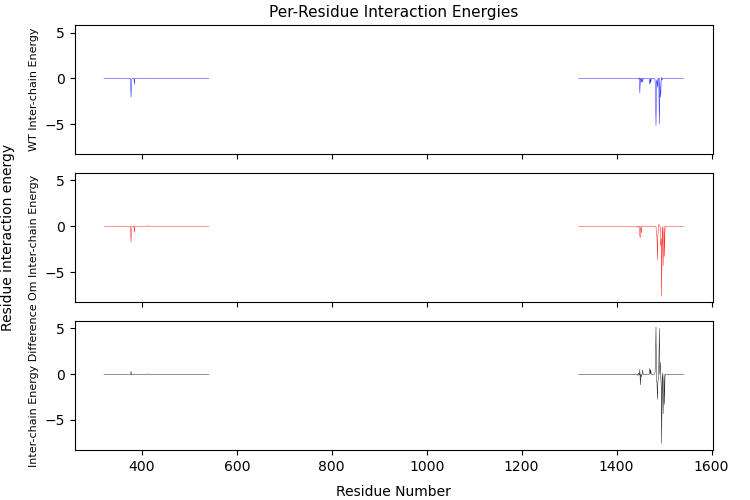 Per-Residue Interaction Energies
Residue interaction energy
WT Inter-chain Energy
5
0
−5
Om Inter-chain Energy
5
0
−5
Inter-chain Energy Difference
5
0
−5
400
600
800
1000
1200
1400
1600
Residue Number